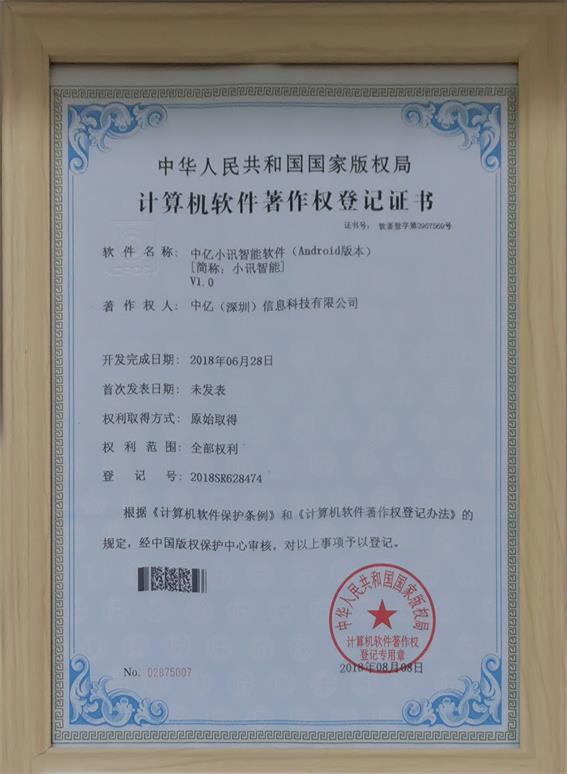 中华人民共和国国家版权局
计算机软件著作权登记证书
证书号: 软著登字第2957569号
软件名称: 中亿小讯智能软件（Android版本）
[简称：小讯智能]
V1.0
著作权人: 中亿（深圳）信息科技有限公司
开发完成日期: 2018年06月28日
首次发表日期: 未发表
权利取得方式: 原始取得
权利范围: 全部权利
登记号: 2018SR628474
根据《计算机软件保护条例》和《计算机软件著作权登记办法》的
规定，经中国版权保护中心审核，对以上事项予以登记。
中华人民共和国国家版权局
计算机软件著作权
登记专用章
2018年08月08日
No. 02875007